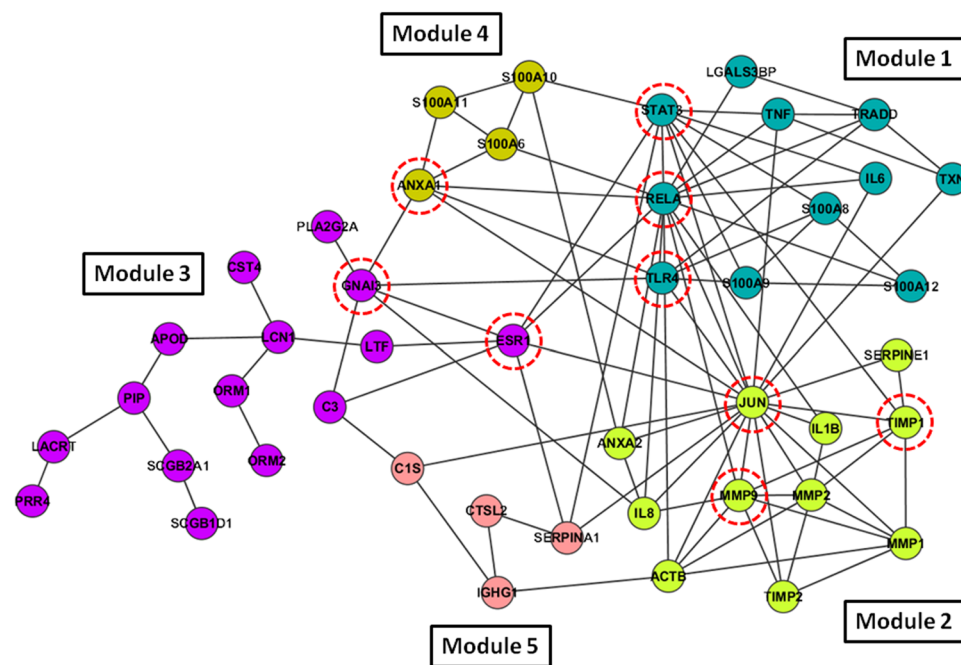 Module 4
Module 1
LGALS3BP
S100A10
S100A11
STAT3
TNF
TRADD
S100A6
ANXA1
IL6
TXN
RELA
S100A8
PLA2G2A
Module 3
CST4
GNAI3
TLR4
S100A9
S100A12
APOD
LCN1
LTF
ESR1
SERPINE1
PIP
ORM1
C3
JUN
IL1B
TIMP1
LACRT
SCGB2A1
ORM2
C1S
ANXA2
PRR4
SCGB1D1
CTSL2
SERPINA1
IL8
MMP9
MMP2
MMP1
IGHG1
ACTB
TIMP2
Module 5
Module 2